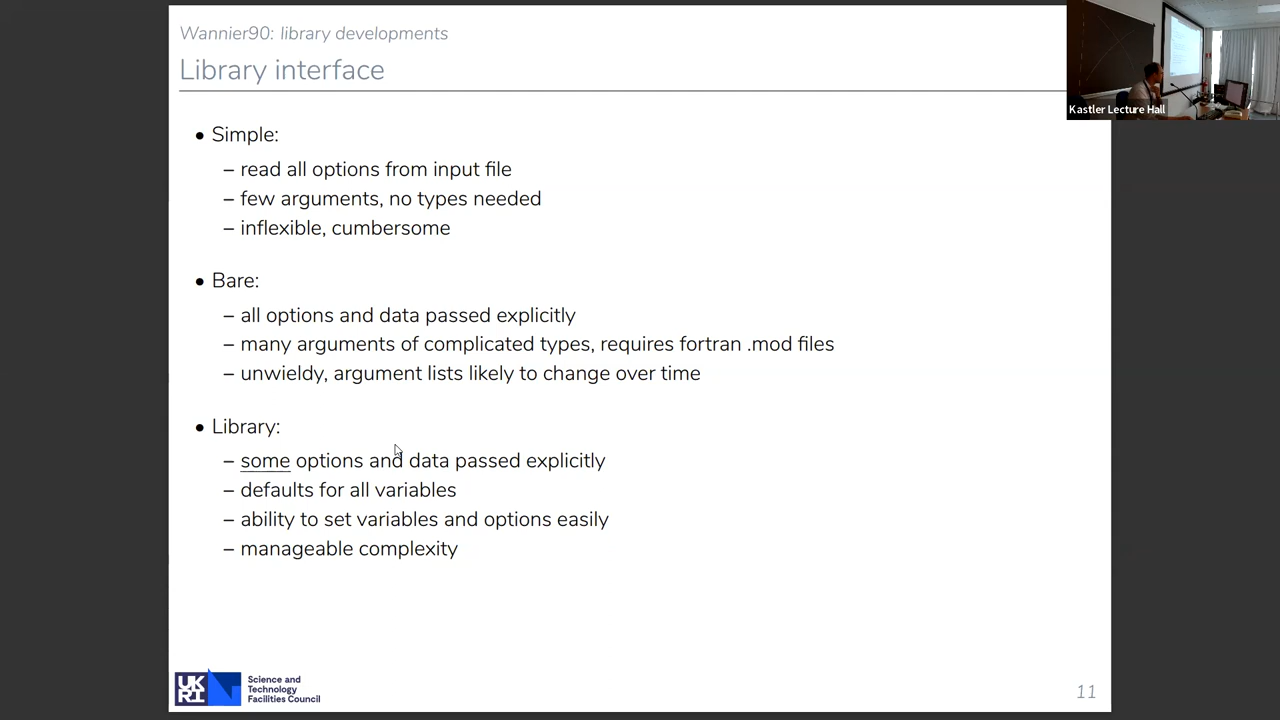 Wannier90: library developments
Library interface
Kastler Lecture Hall
• Simple:
– read all options from input file
– few arguments, no types needed
– inflexible, cumbersome
• Bare:
– all options and data passed explicitly
– many arguments of complicated types, requires fortran .mod files
– unwieldy, argument lists likely to change over time
• Library:
– some options and data passed explicitly
– defaults for all variables
– ability to set variables and options easily
– manageable complexity
UK
RI
Science and
Technology
Facilities Council
11